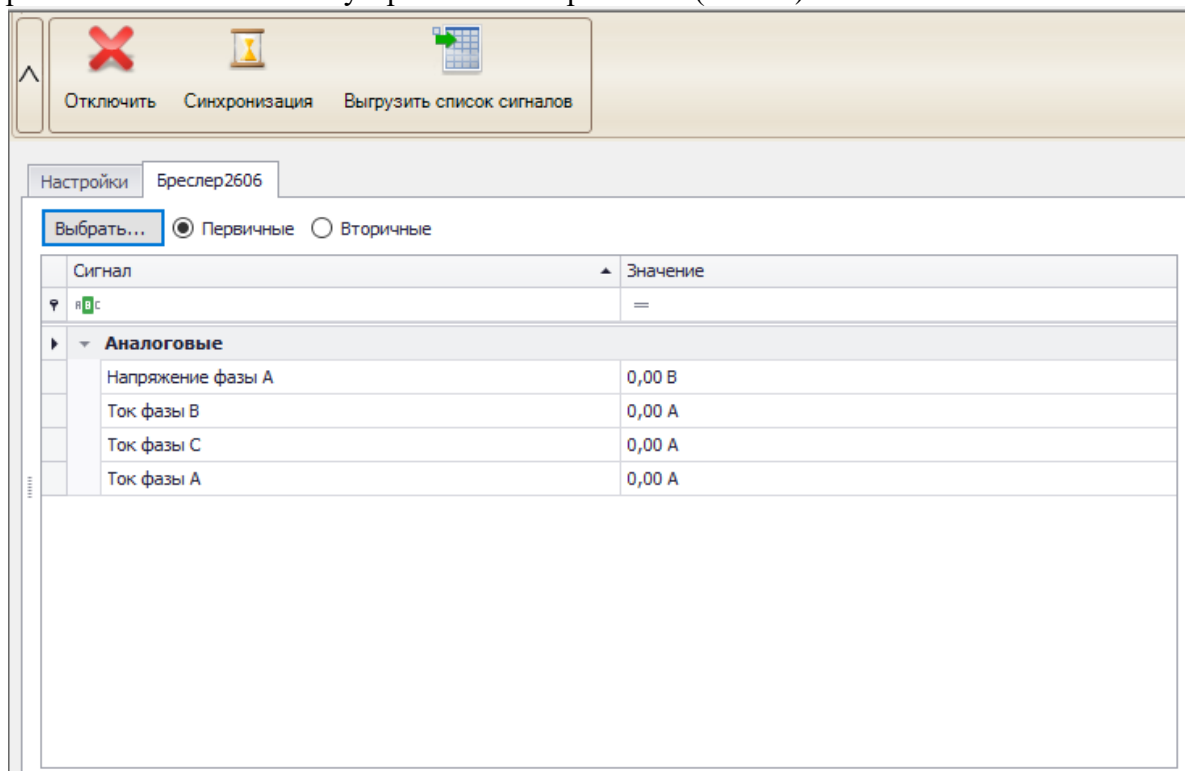 Отключить Синхронизация Выгрузить список сигналов
Настройки Бреслер2606
Выбрать... Первичные Вторичные
Сигнал Значение
ABC =
Аналоговые
Напряжение фазы A 0,00 В
Ток фазы B 0,00 А
Ток фазы C 0,00 А
Ток фазы A 0,00 А